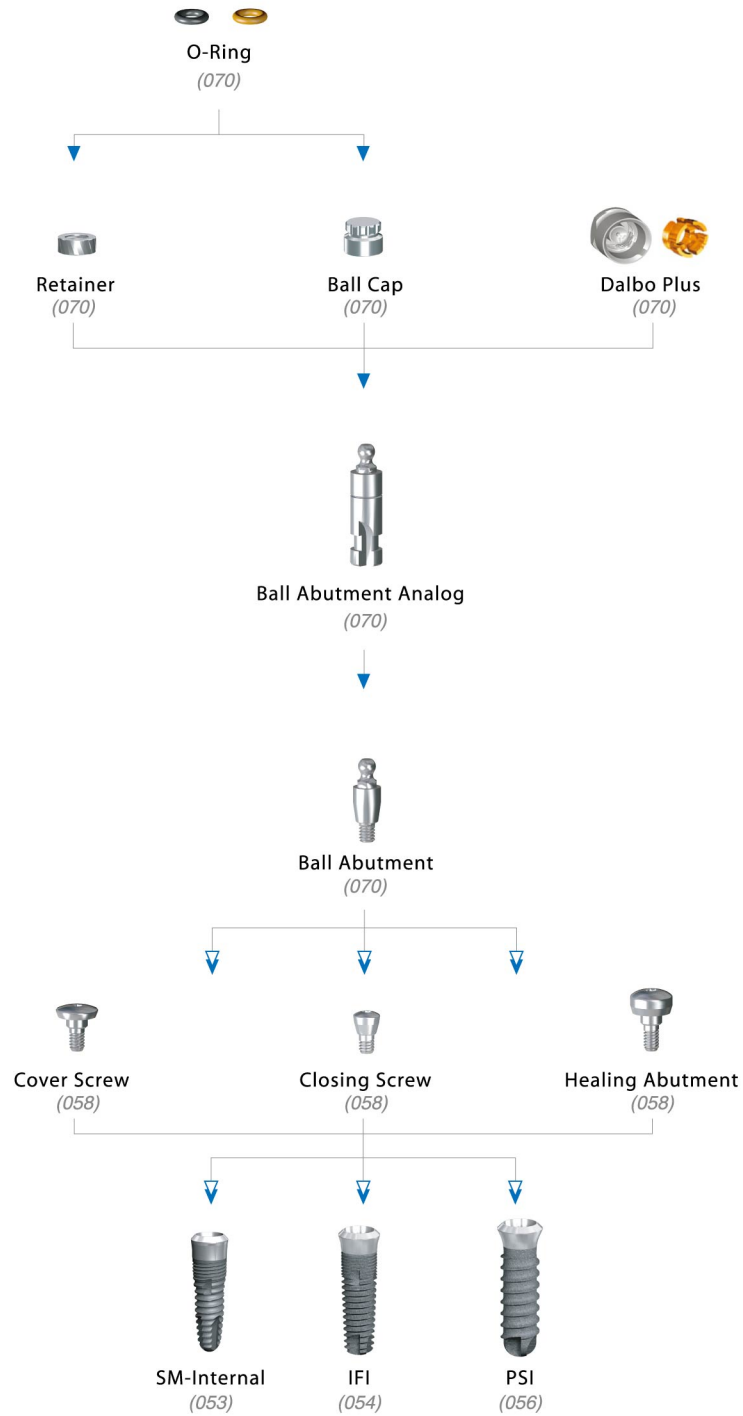 O-Ring
(070)
Retainer
(070)
Ball Cap
(070)
Dalbo Plus
(070)
Ball Abutment Analog
(070)
Ball Abutment
(070)
Cover Screw
(058)
Closing Screw
(058)
Healing Abutment
(058)
SM-Internal
(053)
IFI
(054)
PSI
(056)